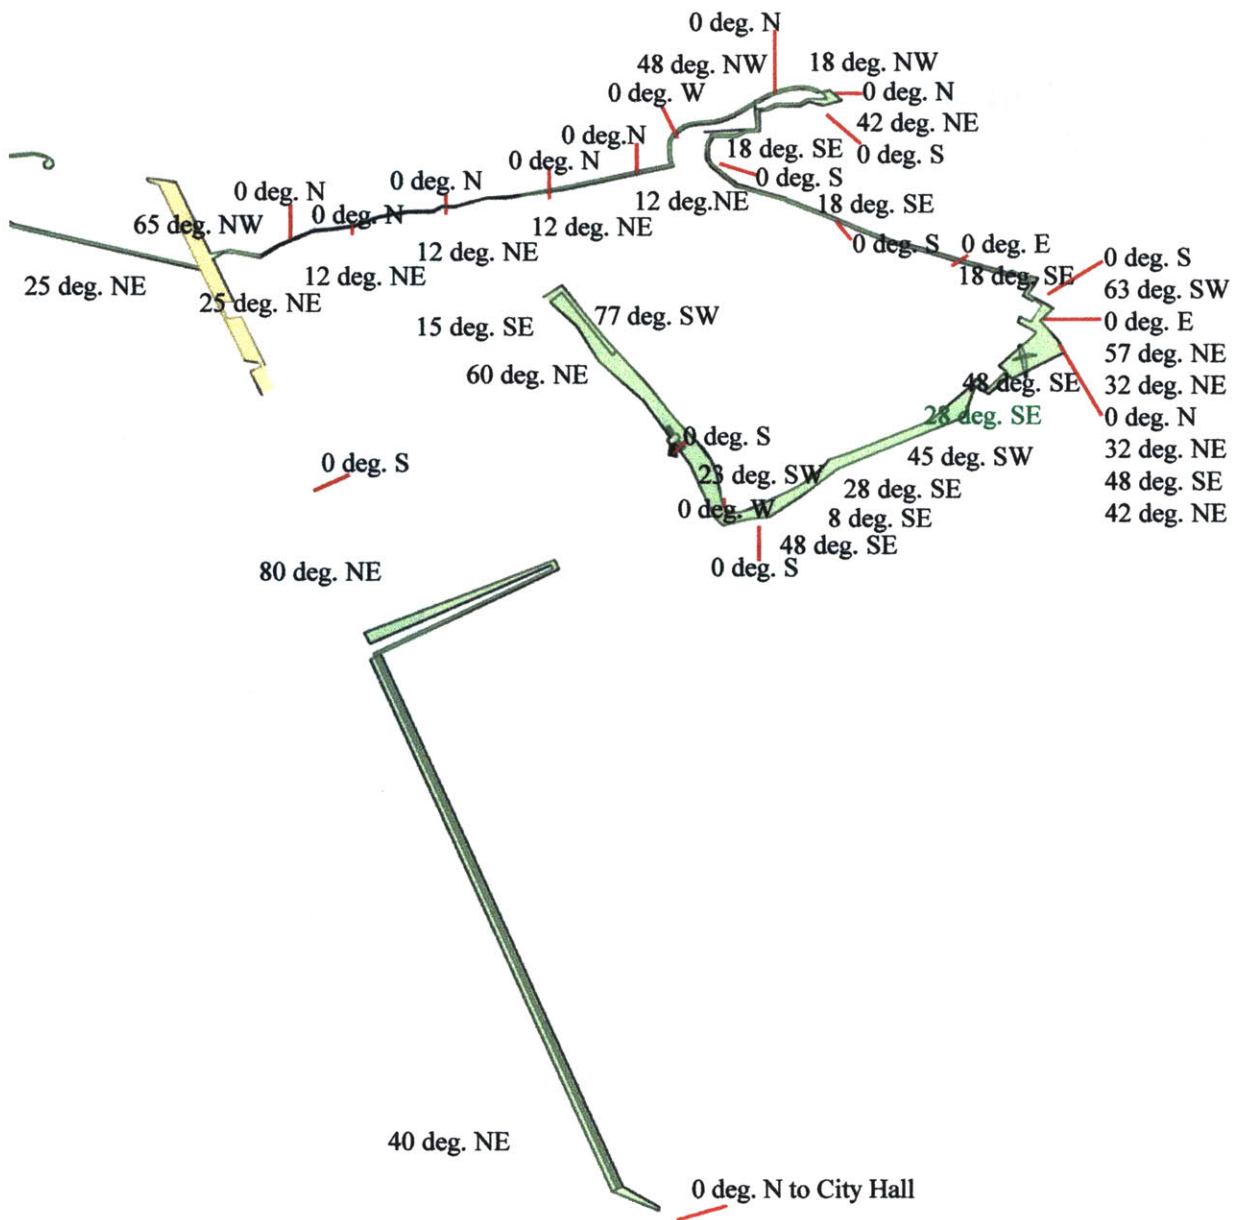 0 deg. N
48 deg. NW
18 deg. NW
0 deg. W
0 deg. N
42 deg. NE
0 deg.N
18 deg. SE
0 deg. S
0 deg. N
0 deg. S
0 deg. N
12 deg.NE
18 deg. SE
0 deg. N
0 deg. N
65 deg. NW
12 deg. NE
12 deg. NE
0 deg. S
0 deg. E
0 deg. S
12 deg. NE
18 deg. SE
25 deg. NE
25 deg. NE
63 deg. SW
77 deg. SW
0 deg. E
15 deg. SE
57 deg. NE
60 deg. NE
48 deg. SE
32 deg. NE
28 deg. SE
0 deg. N
0 deg. S
32 deg. NE
0 deg. S
45 deg. SW
23 deg. SW
28 deg. SE
48 deg. SE
0 deg. W
8 deg. SE
42 deg. NE
48 deg. SE
0 deg. S
80 deg. NE
40 deg. NE
0 deg. N to City Hall